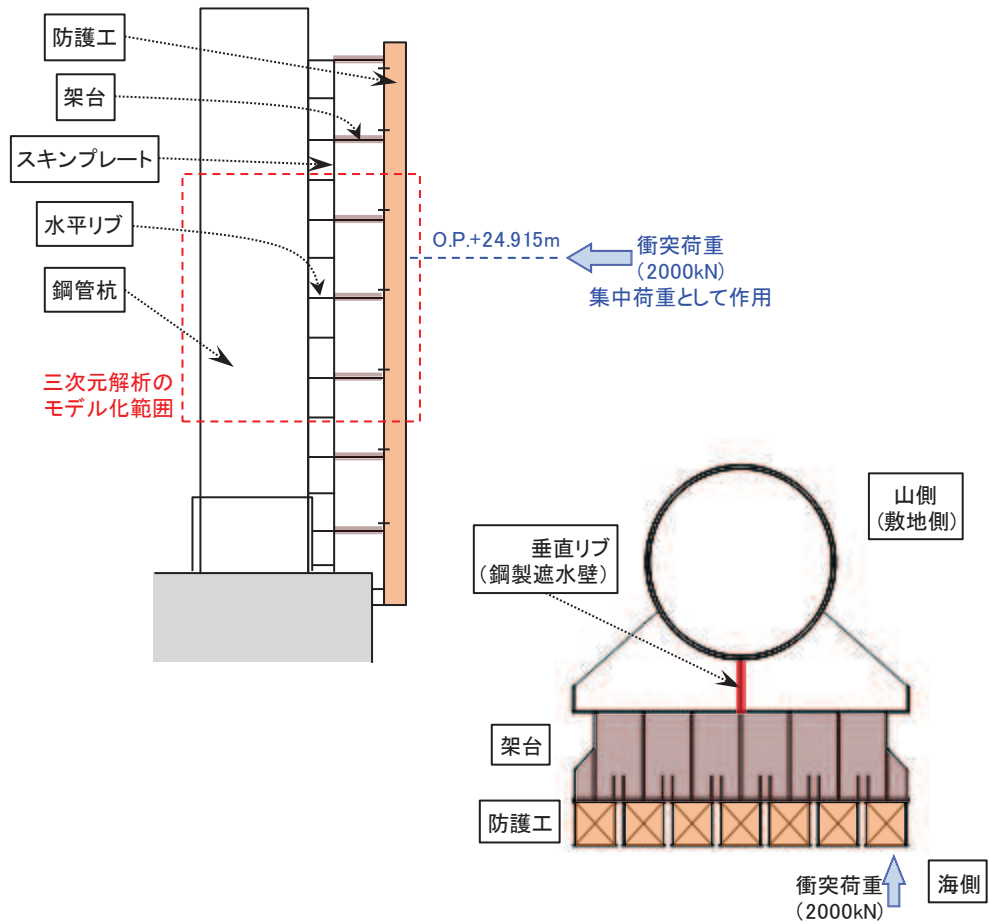 防護工
架台
スキンプレート
水平リブ
鋼管杭
三次元解析の
モデル化範囲
O.P.+24.915m
衝突荷重
(2000kN)
集中荷重として作用
山側
(敷地側)
垂直リブ
(鋼製遮水壁)
架台
防護工
衝突荷重
(2000kN)
海側